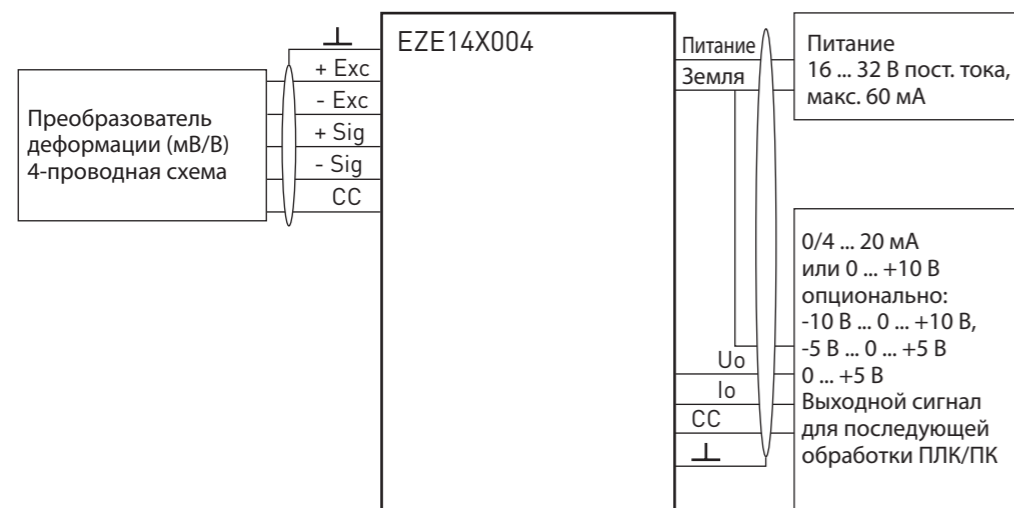 EZE14X004
Преобразователь
деформации (мВ/В)
4-проводная схема
+ Exc
- Exc
+ Sig
- Sig
CC
Питание
Земля
Питание
16 ... 32 В пост. тока,
макс. 60 мА
Uo
Io
CC
0/4 ... 20 мА
или 0 ... +10 В
опционально:
-10 В ... 0 ... +10 В,
-5 В ... 0 ... +5 В
0 ... +5 В
Выходной сигнал
для последующей
обработки ПЛК/ПК